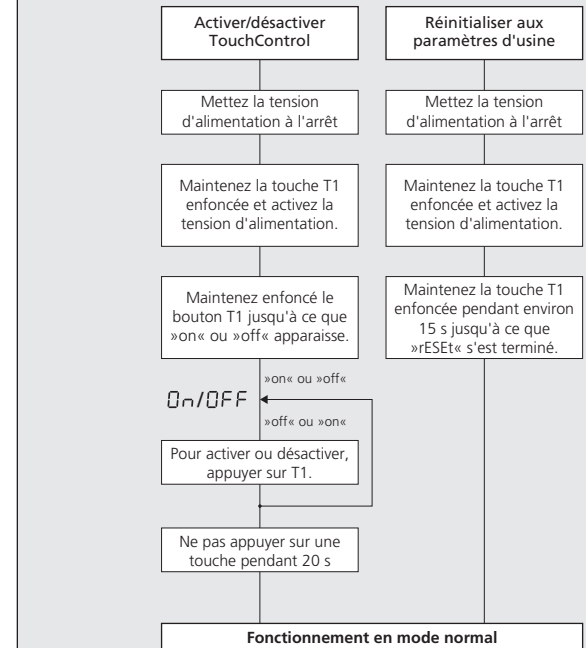 Activer/désactiver
TouchControl
Mettez la tension
d'alimentation à l'arrêt
Maintenez la touche T1
enfoncée et activez la
tension d'alimentation.
Maintenez enfoncé le
bouton T1 jusqu'à ce que
»on« ou »off« apparaisse.
»on« ou »off«
On/OFF
»off« ou »on«
Pour activer ou désactiver,
appuyer sur T1.
Ne pas appuyer sur une
touche pendant 20 s
Réinitialiser aux
paramètres d'usine
Mettez la tension
d'alimentation à l'arrêt
Maintenez la touche T1
enfoncée et activez la
tension d'alimentation.
Maintenez la touche T1
enfoncée pendant environ
15 s jusqu'à ce que
»rESEt« s'est terminé.
Fonctionnement en mode normal